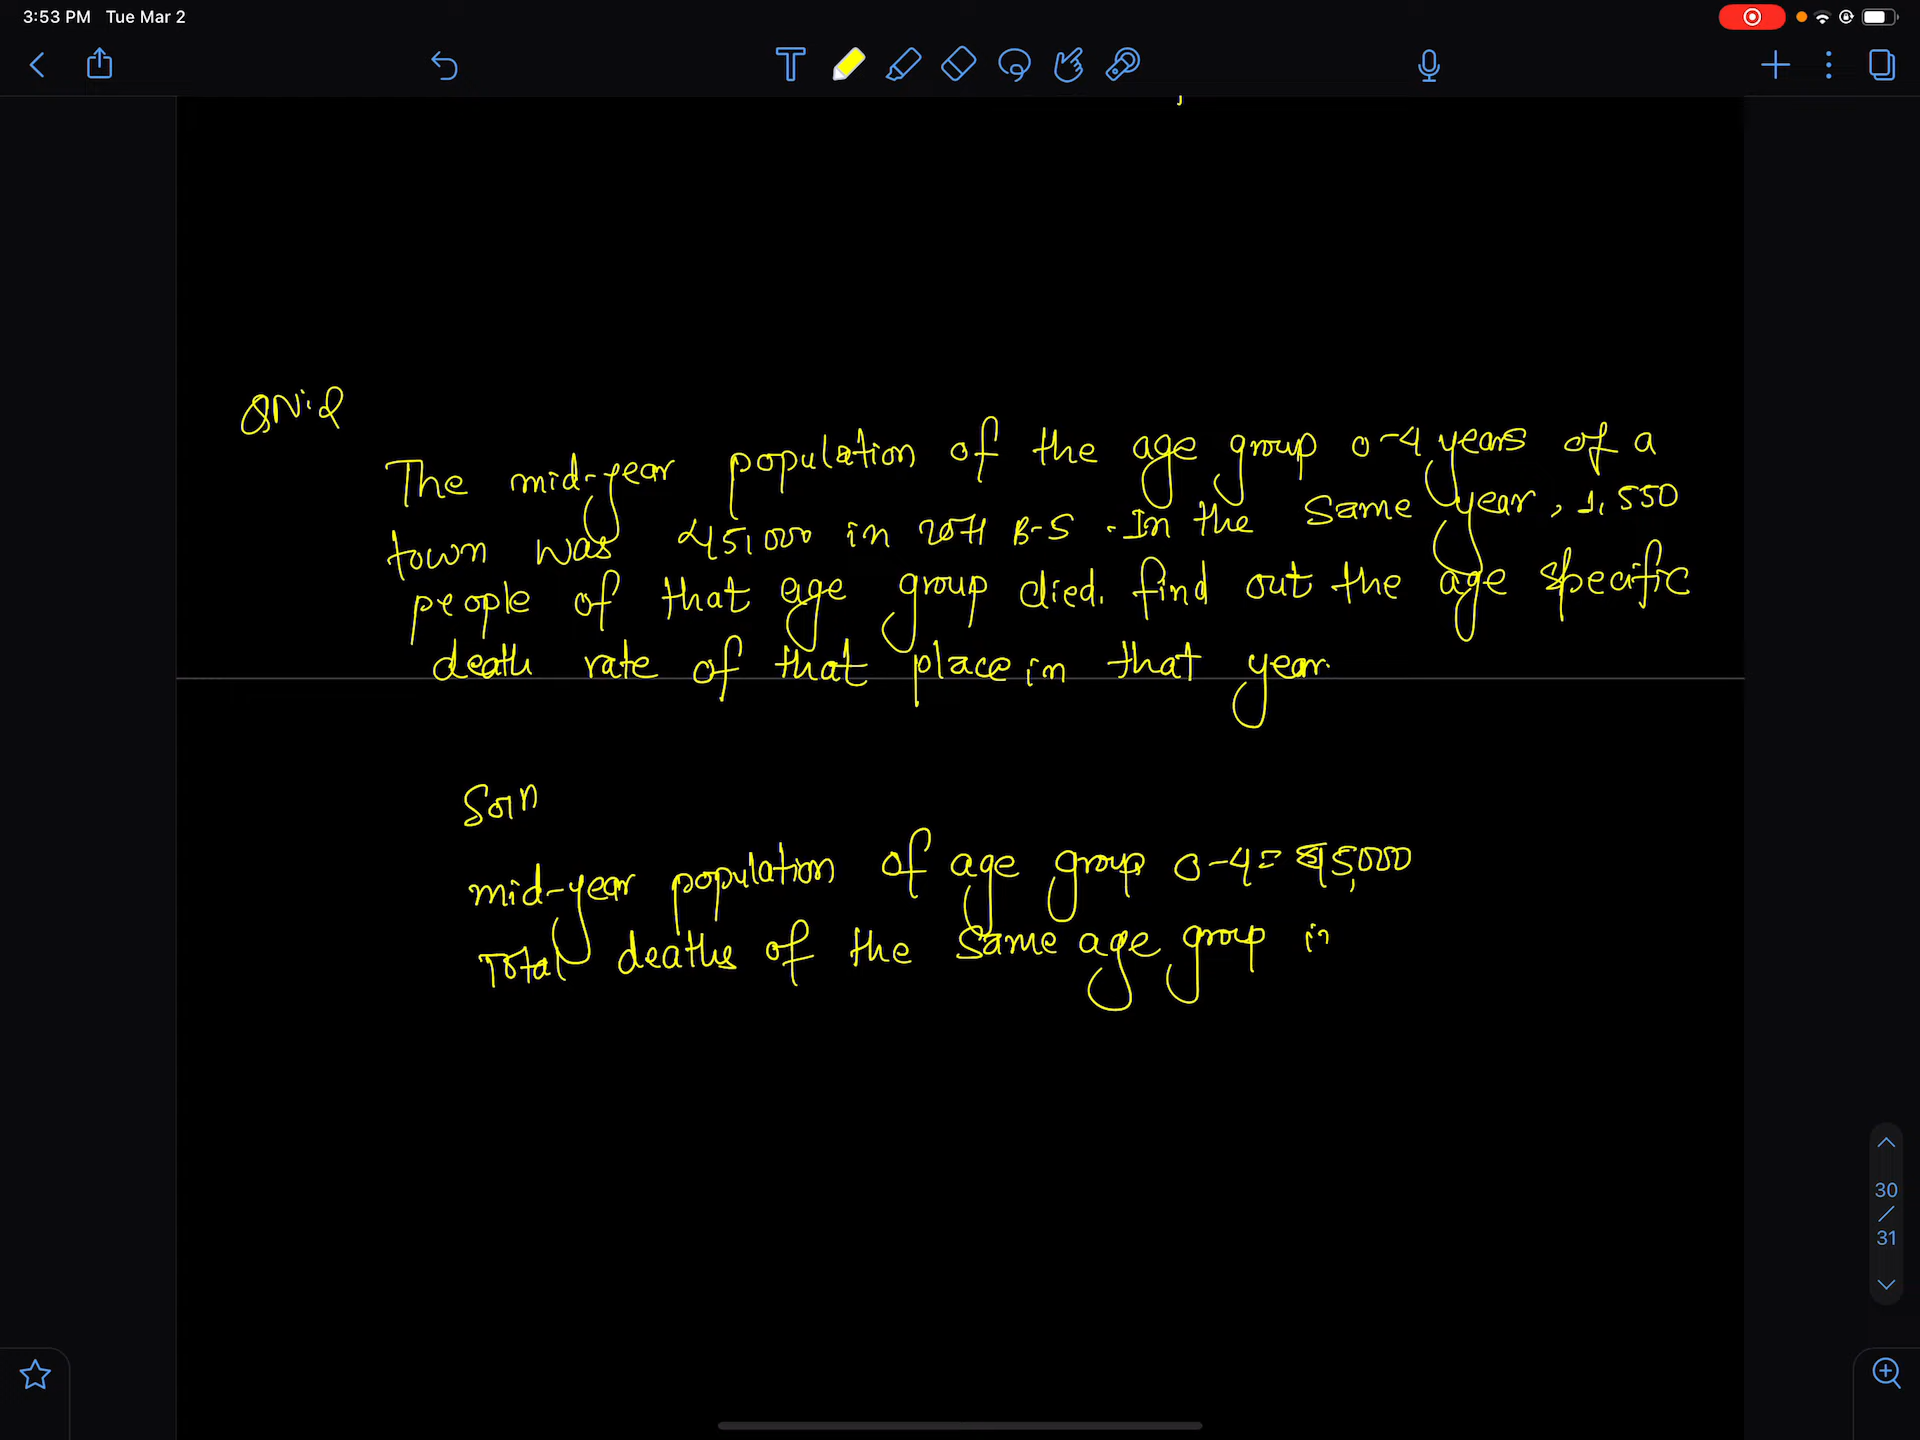 3:53 PM Tue Mar 2
The mid-year population of the age group 0-4 years of a
town was 45,000 in 2071 B.S. In the same year, 1,550
people of that age group died. find out the age specific
death rate of that place in that year.
Soln
mid-year population of age group 0-4= 45,000
Total deaths of the same age group in
30
/
31